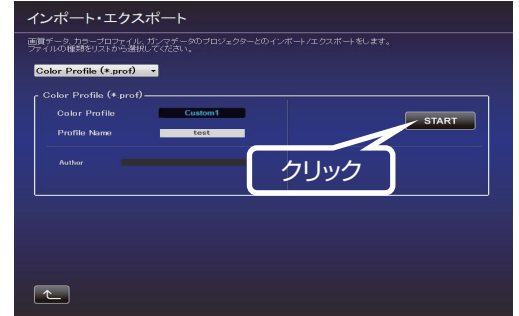 インポート・エクスポート
画質データ、カラープロファイル、ガンマデータのプロジェクターとのインポート/エクスポートをします。
ファイルの種類をリストから選択してください。
Color Profile (*.prof)
Color Profile (*.prof)
Color Profile
Custom1
START
Profile Name
test
Author
クリック